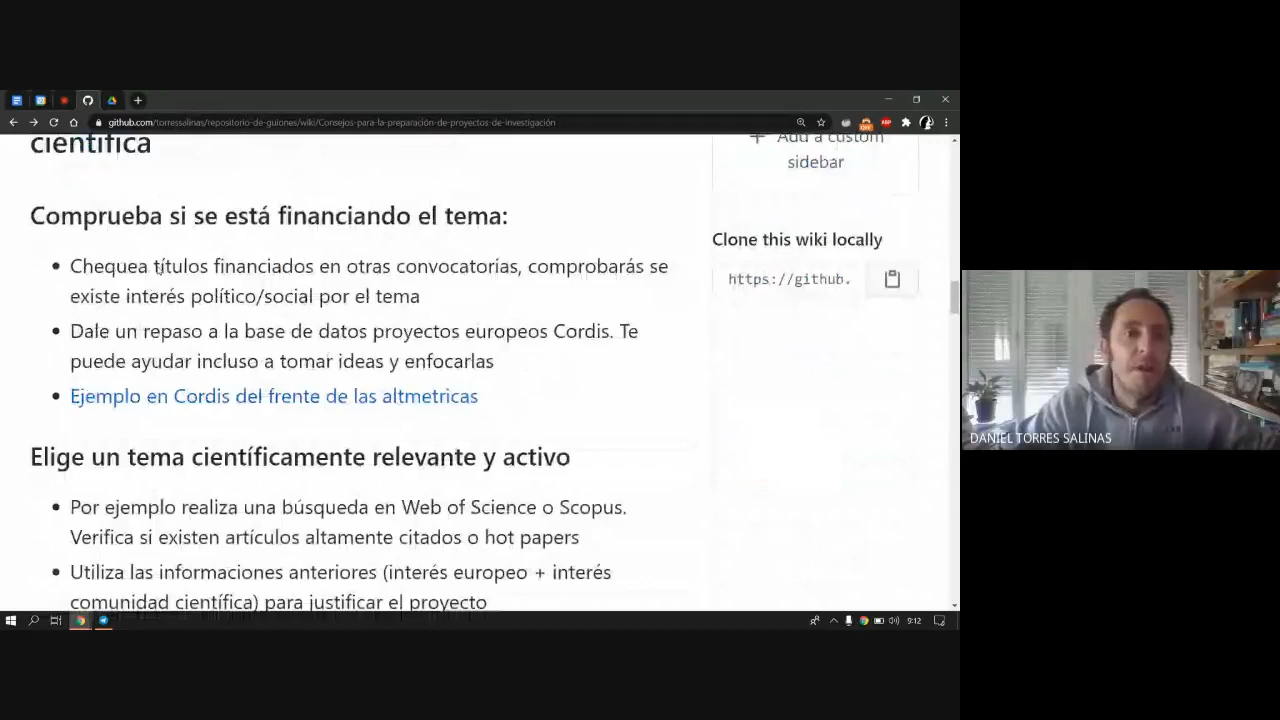 github.com/torressalinas/repositorio-de-guiones/wiki/Consejos-para-la-preparación-de-proyectos-de-investigación
científica
Add a custom
sidebar
Comprueba si se está financiando el tema:
Clone this wiki locally
https://github.
Chequea títulos financiados en otras convocatorias, comprobarás se
existe interés político/social por el tema
Dale un repaso a la base de datos proyectos europeos Cordis. Te
puede ayudar incluso a tomar ideas y enfocarlas
Ejemplo en Cordis del frente de las altmetricas
DANIEL TORRES SALINAS
Elige un tema científicamente relevante y activo
Por ejemplo realiza una búsqueda en Web of Science o Scopus.
Verifica si existen artículos altamente citados o hot papers
Utiliza las informaciones anteriores (interés europeo + interés
comunidad científica) para justificar el proyecto
9:12